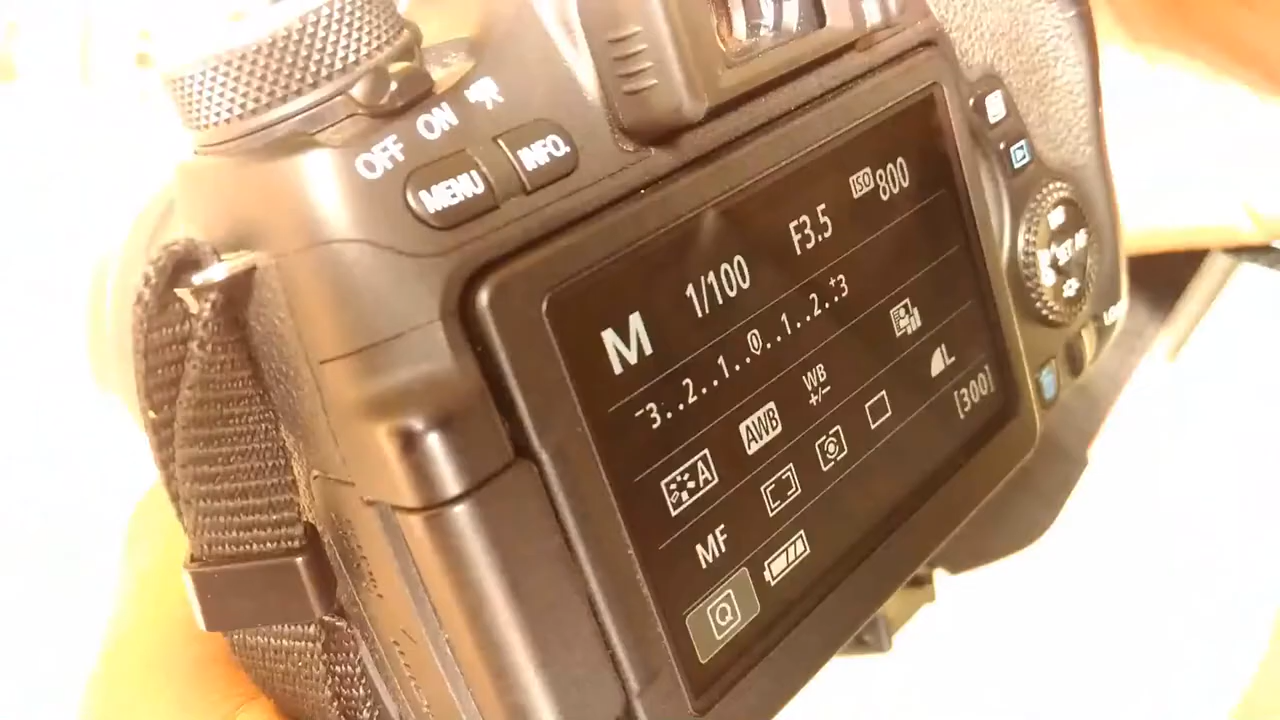 OFF ON
MENU INFO.
M 1/100 F3.5 ISO 800
-3..2..1..0..1..2..+3
A AWB WB +/-
MF L
Q [300]
SET